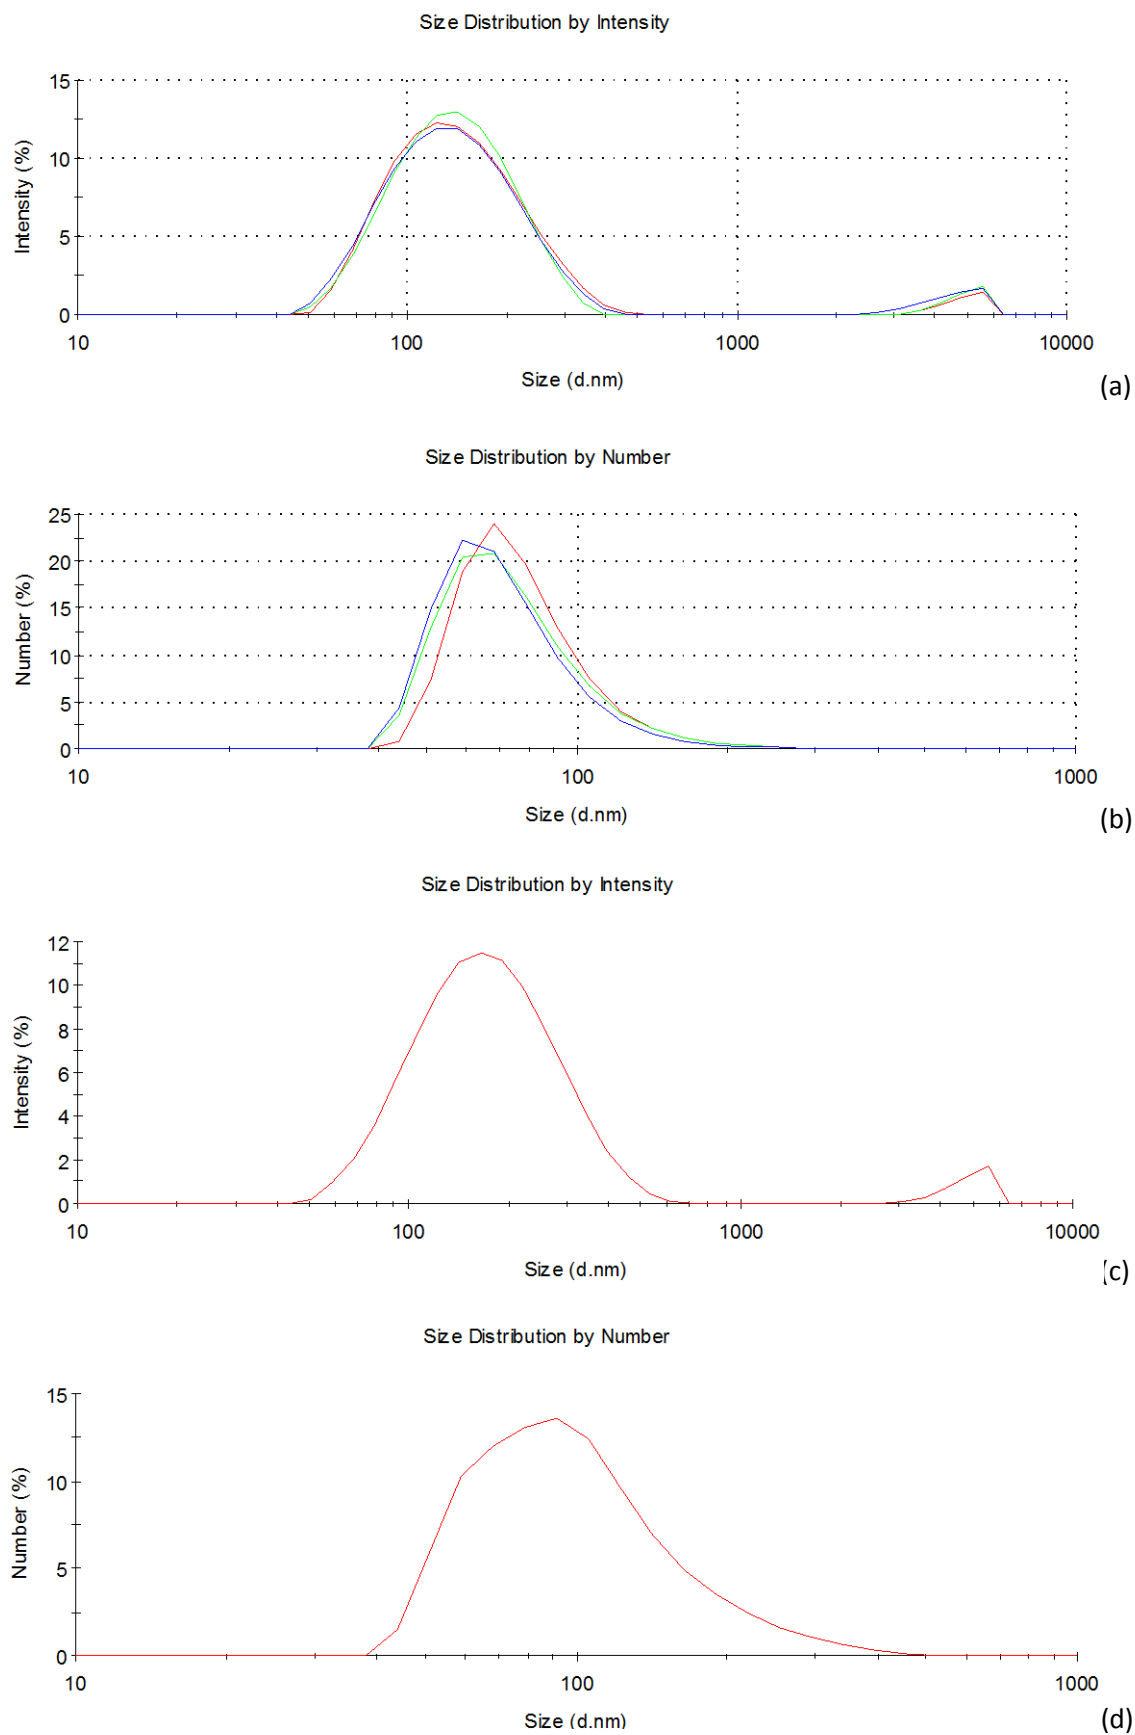 Size Distribution by Intensity
15
10
5
0
Intensity (%)
10 100 1000 10000
Size (d.nm)
(a)
Size Distribution by Number
25
20
15
10
5
0
Number (%)
10 100 1000
Size (d.nm)
(b)
Size Distribution by Intensity
12
10
8
6
4
2
0
Intensity (%)
10 100 1000 10000
Size (d.nm)
(c)
Size Distribution by Number
15
10
5
0
Number (%)
10 100 1000
Size (d.nm)
(d)